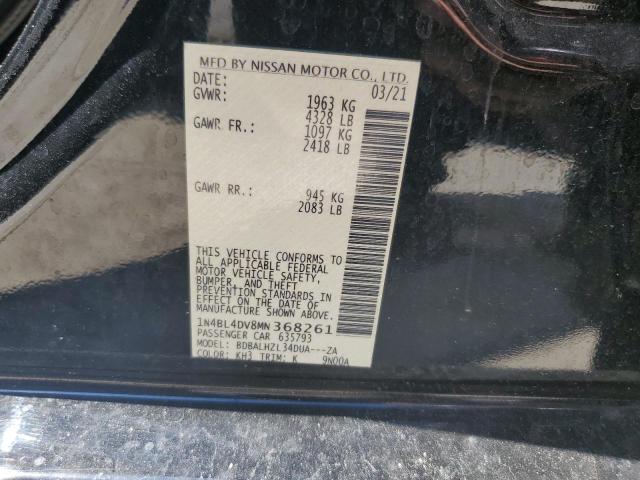 MFD BY NISSAN MOTOR CO., LTD.
DATE: 03/21
GVWR: 1963 KG
4328 LB
GAWR FR.: 1097 KG
2418 LB
GAWR RR.: 945 KG
2083 LB
THIS VEHICLE CONFORMS TO
ALL APPLICABLE FEDERAL
MOTOR VEHICLE SAFETY,
BUMPER, AND THEFT
PREVENTION STANDARDS IN
EFFECT ON THE DATE OF
MANUFACTURE SHOWN ABOVE.
1N4BL4DV8MN368261
PASSENGER CAR 635793
MODEL: BDBALHZL34DUA---ZA
COLOR: KH3 TRIM: K 9N00A